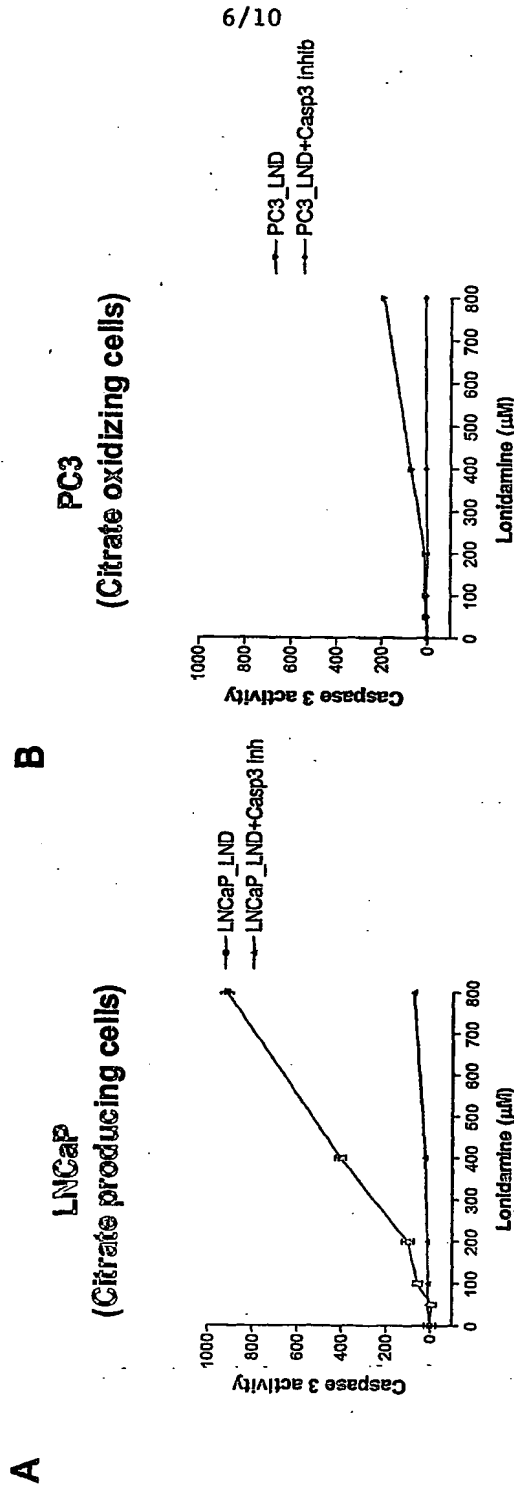 6/10
A
LNCaP
(Citrate producing cells)
1000
800
600
400
200
0
Caspase 3 activity
0 100 200 300 400 500 600 700 800
Lonidamine (µM)
LNCaP_LND
LNCaP_LND+Casp3 inh
B
PC3
(Citrate oxidizing cells)
1000
800
600
400
200
0
Caspase 3 activity
0 100 200 300 400 500 600 700 800
Lonidamine (µM)
PC3_LND
PC3_LND+Casp3 inhib